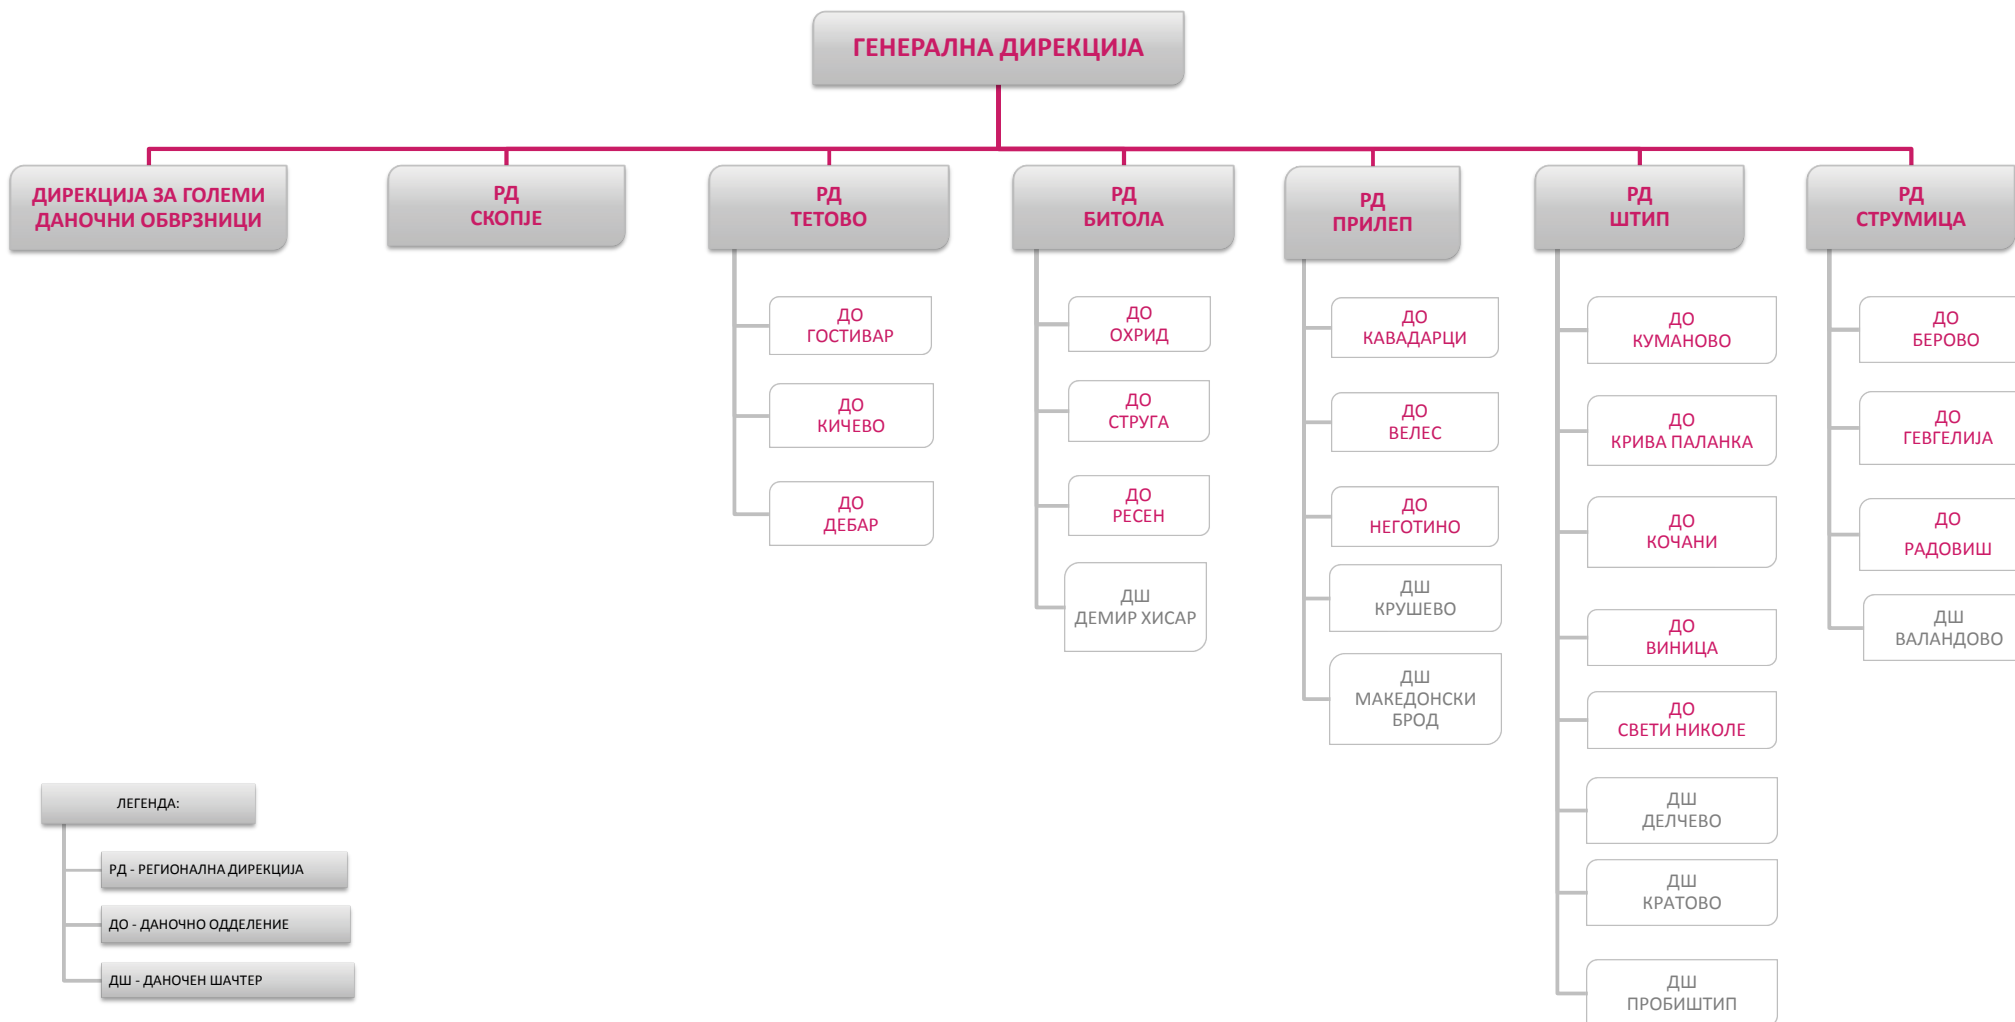 ГЕНЕРАЛНА ДИРЕКЦИЈА
ДИРЕКЦИЈА ЗА ГОЛЕМИ
ДАНОЧНИ ОБВРЗНИЦИ
РД
СКОПЈЕ
РД
ТЕТОВО
ДО
ГОСТИВАР
ДО
КИЧЕВО
ДО
ДЕБАР
РД
БИТОЛА
ДО
ОХРИД
ДО
СТРУГА
ДО
РЕСЕН
ДШ
ДЕМИР ХИСАР
РД
ПРИЛЕП
ДО
КАВАДАРЦИ
ДО
ВЕЛЕС
ДО
НЕГОТИНО
ДШ
КРУШЕВО
ДШ
МАКЕДОНСКИ
БРОД
РД
ШТИП
ДО
КУМАНОВО
ДО
КРИВА ПАЛАНКА
ДО
КОЧАНИ
ДО
ВИНИЦА
ДО
СВЕТИ НИКОЛЕ
ДШ
ДЕЛЧЕВО
ДШ
КРАТОВО
ДШ
ПРОБИШТИП
РД
СТРУМИЦА
ДО
БЕРОВО
ДО
ГЕВГЕЛИЈА
ДО
РАДОВИШ
ДШ
ВАЛАНДОВО
ЛЕГЕНДА:
РД - РЕГИОНАЛНА ДИРЕКЦИЈА
ДО - ДАНОЧНО ОДДЕЛЕНИЕ
ДШ - ДАНОЧЕН ШАЧТЕР